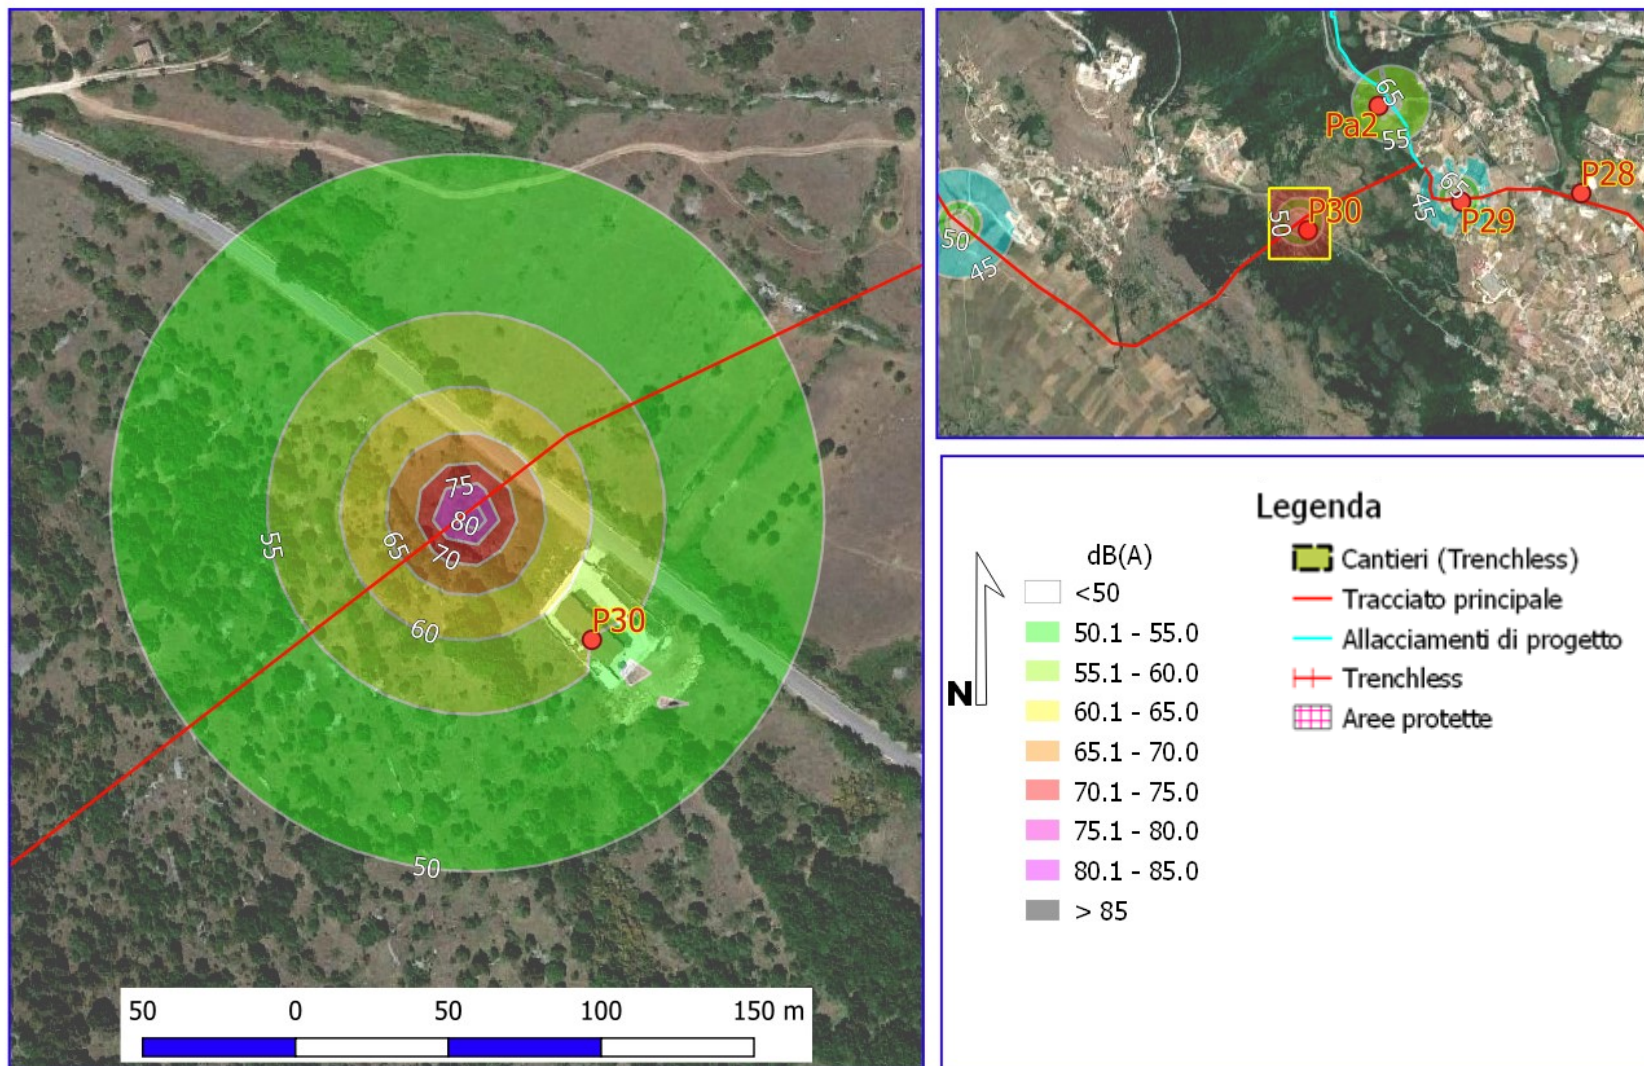 75
80
70
65
60
55
50
P30
50 0 50 100 150 m
65
Pa2
55
P28
65
45
P29
P30
50
50
45
Legenda
dB(A)
<50
50.1 - 55.0
55.1 - 60.0
60.1 - 65.0
65.1 - 70.0
70.1 - 75.0
75.1 - 80.0
80.1 - 85.0
> 85
N
Cantieri (Trenchless)
Tracciato principale
Allacciamenti di progetto
Trenchless
Aree protette